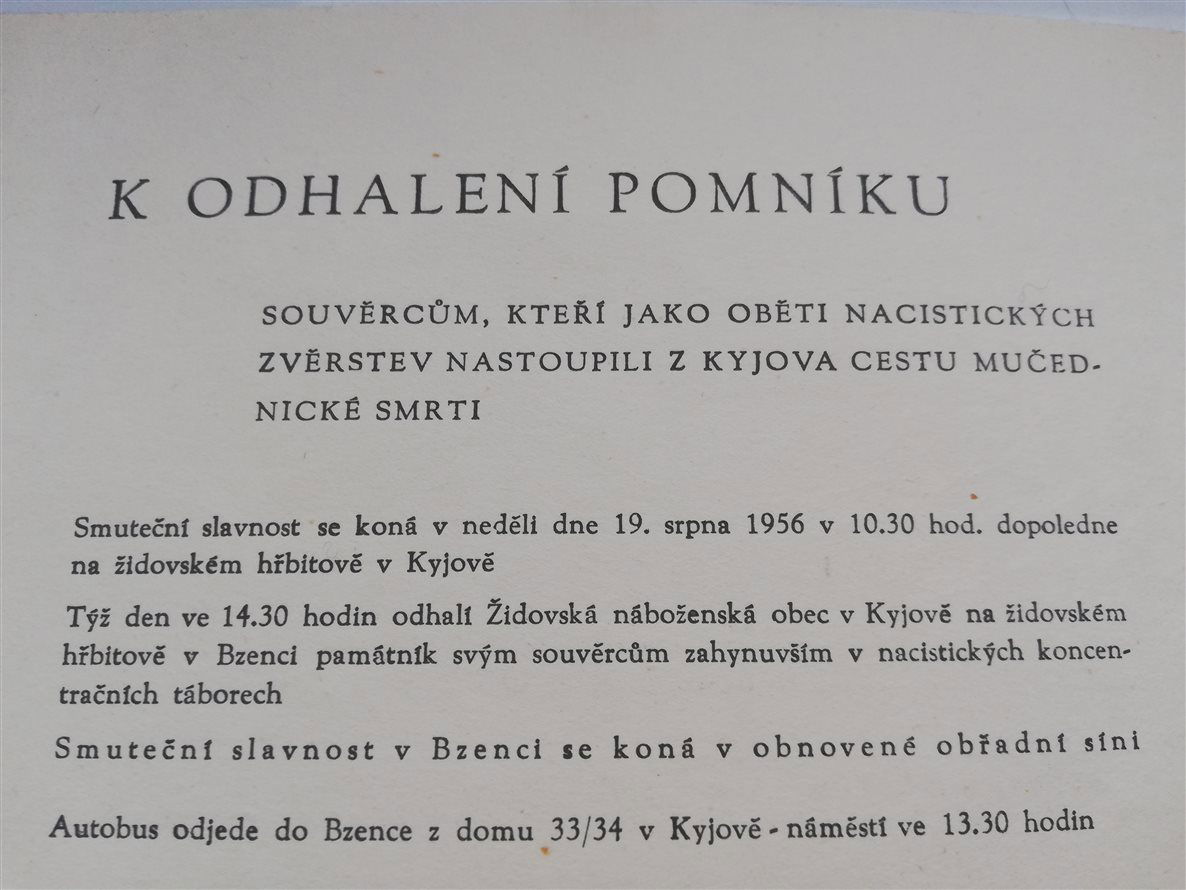 K ODHALENÍ POMNÍKU
SOUVĚRCŮM, KTEŘÍ JAKO OBĚTI NACISTICKÝCH
ZVĚRSTEV NASTOUPILI Z KYJOVA CESTU MUČED-
NICKÉ SMRTI
Smuteční slavnost se koná v neděli dne 19. srpna 1956 v 10.30 hod. dopoledne
na židovském hřbitově v Kyjově
Týž den ve 14.30 hodin odhalí Židovská náboženská obec v Kyjově na židovském
hřbitově v Bzenci památník svým souvěrcům zahynuvším v nacistických koncen-
tračních táborech
Smuteční slavnost v Bzenci se koná v obnovené obřadní síni
Autobus odjede do Bzence z domu 33/34 v Kyjově - náměstí ve 13.30 hodin